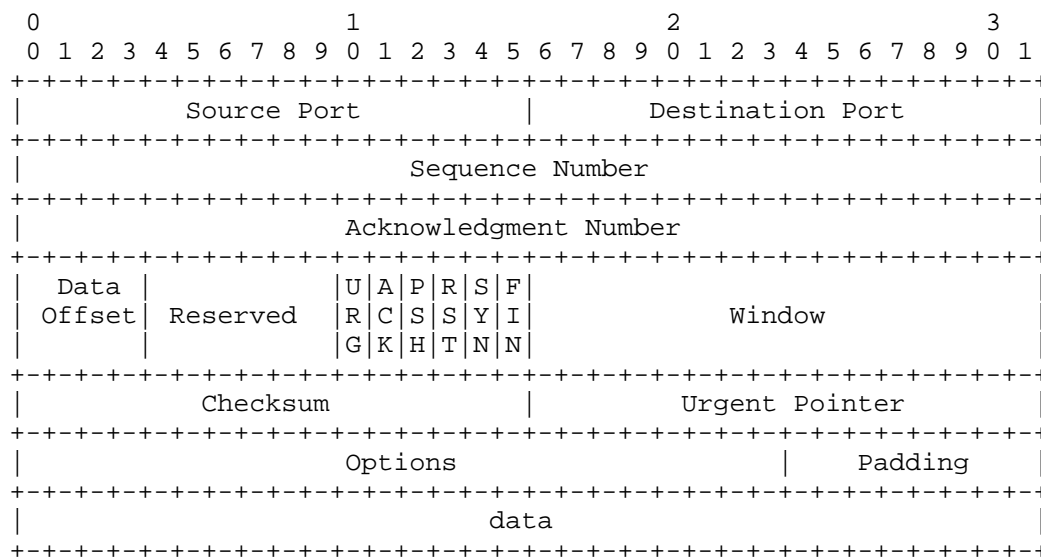 0                   1                   2                   3
0 1 2 3 4 5 6 7 8 9 0 1 2 3 4 5 6 7 8 9 0 1 2 3 4 5 6 7 8 9 0 1
+-+-+-+-+-+-+-+-+-+-+-+-+-+-+-+-+-+-+-+-+-+-+-+-+-+-+-+-+-+-+-+-+
|          Source Port          |       Destination Port        |
+-+-+-+-+-+-+-+-+-+-+-+-+-+-+-+-+-+-+-+-+-+-+-+-+-+-+-+-+-+-+-+-+
|                        Sequence Number                        |
+-+-+-+-+-+-+-+-+-+-+-+-+-+-+-+-+-+-+-+-+-+-+-+-+-+-+-+-+-+-+-+-+
|                    Acknowledgment Number                      |
+-+-+-+-+-+-+-+-+-+-+-+-+-+-+-+-+-+-+-+-+-+-+-+-+-+-+-+-+-+-+-+-+
|  Data |           |U|A|P|R|S|F|                               |
| Offset| Reserved  |R|C|S|S|Y|I|            Window             |
|       |           |G|K|H|T|N|N|                               |
+-+-+-+-+-+-+-+-+-+-+-+-+-+-+-+-+-+-+-+-+-+-+-+-+-+-+-+-+-+-+-+-+
|           Checksum            |         Urgent Pointer        |
+-+-+-+-+-+-+-+-+-+-+-+-+-+-+-+-+-+-+-+-+-+-+-+-+-+-+-+-+-+-+-+-+
|                    Options                    |    Padding    |
+-+-+-+-+-+-+-+-+-+-+-+-+-+-+-+-+-+-+-+-+-+-+-+-+-+-+-+-+-+-+-+-+
|                             data                              |
+-+-+-+-+-+-+-+-+-+-+-+-+-+-+-+-+-+-+-+-+-+-+-+-+-+-+-+-+-+-+-+-+